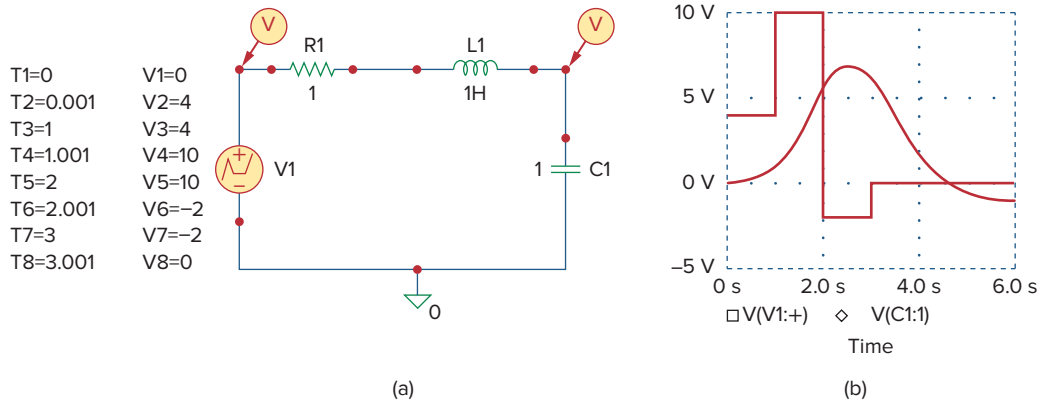 V
V
R1
L1
1
1H
T1=0 V1=0
T2=0.001 V2=4
T3=1 V3=4
T4=1.001 V4=10
T5=2 V5=10
T6=2.001 V6=−2
T7=3 V7=−2
T8=3.001 V8=0
+
−
V1
1
C1
0
(a)
10 V
5 V
0 V
−5 V
0 s 2.0 s 4.0 s 6.0 s
V(V1:+) V(C1:1)
Time
(b)